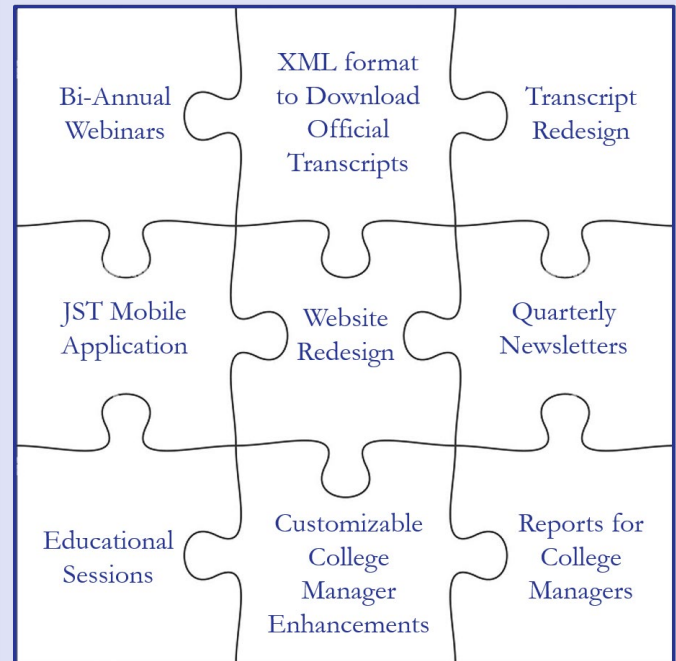 Bi-Annual
Webinars
XML format
to Download
Official
Transcripts
Transcript
Redesign
JST Mobile
Application
Website
Redesign
Quarterly
Newsletters
Educational
Sessions
Customizable
College
Manager
Enhancements
Reports for
College
Managers